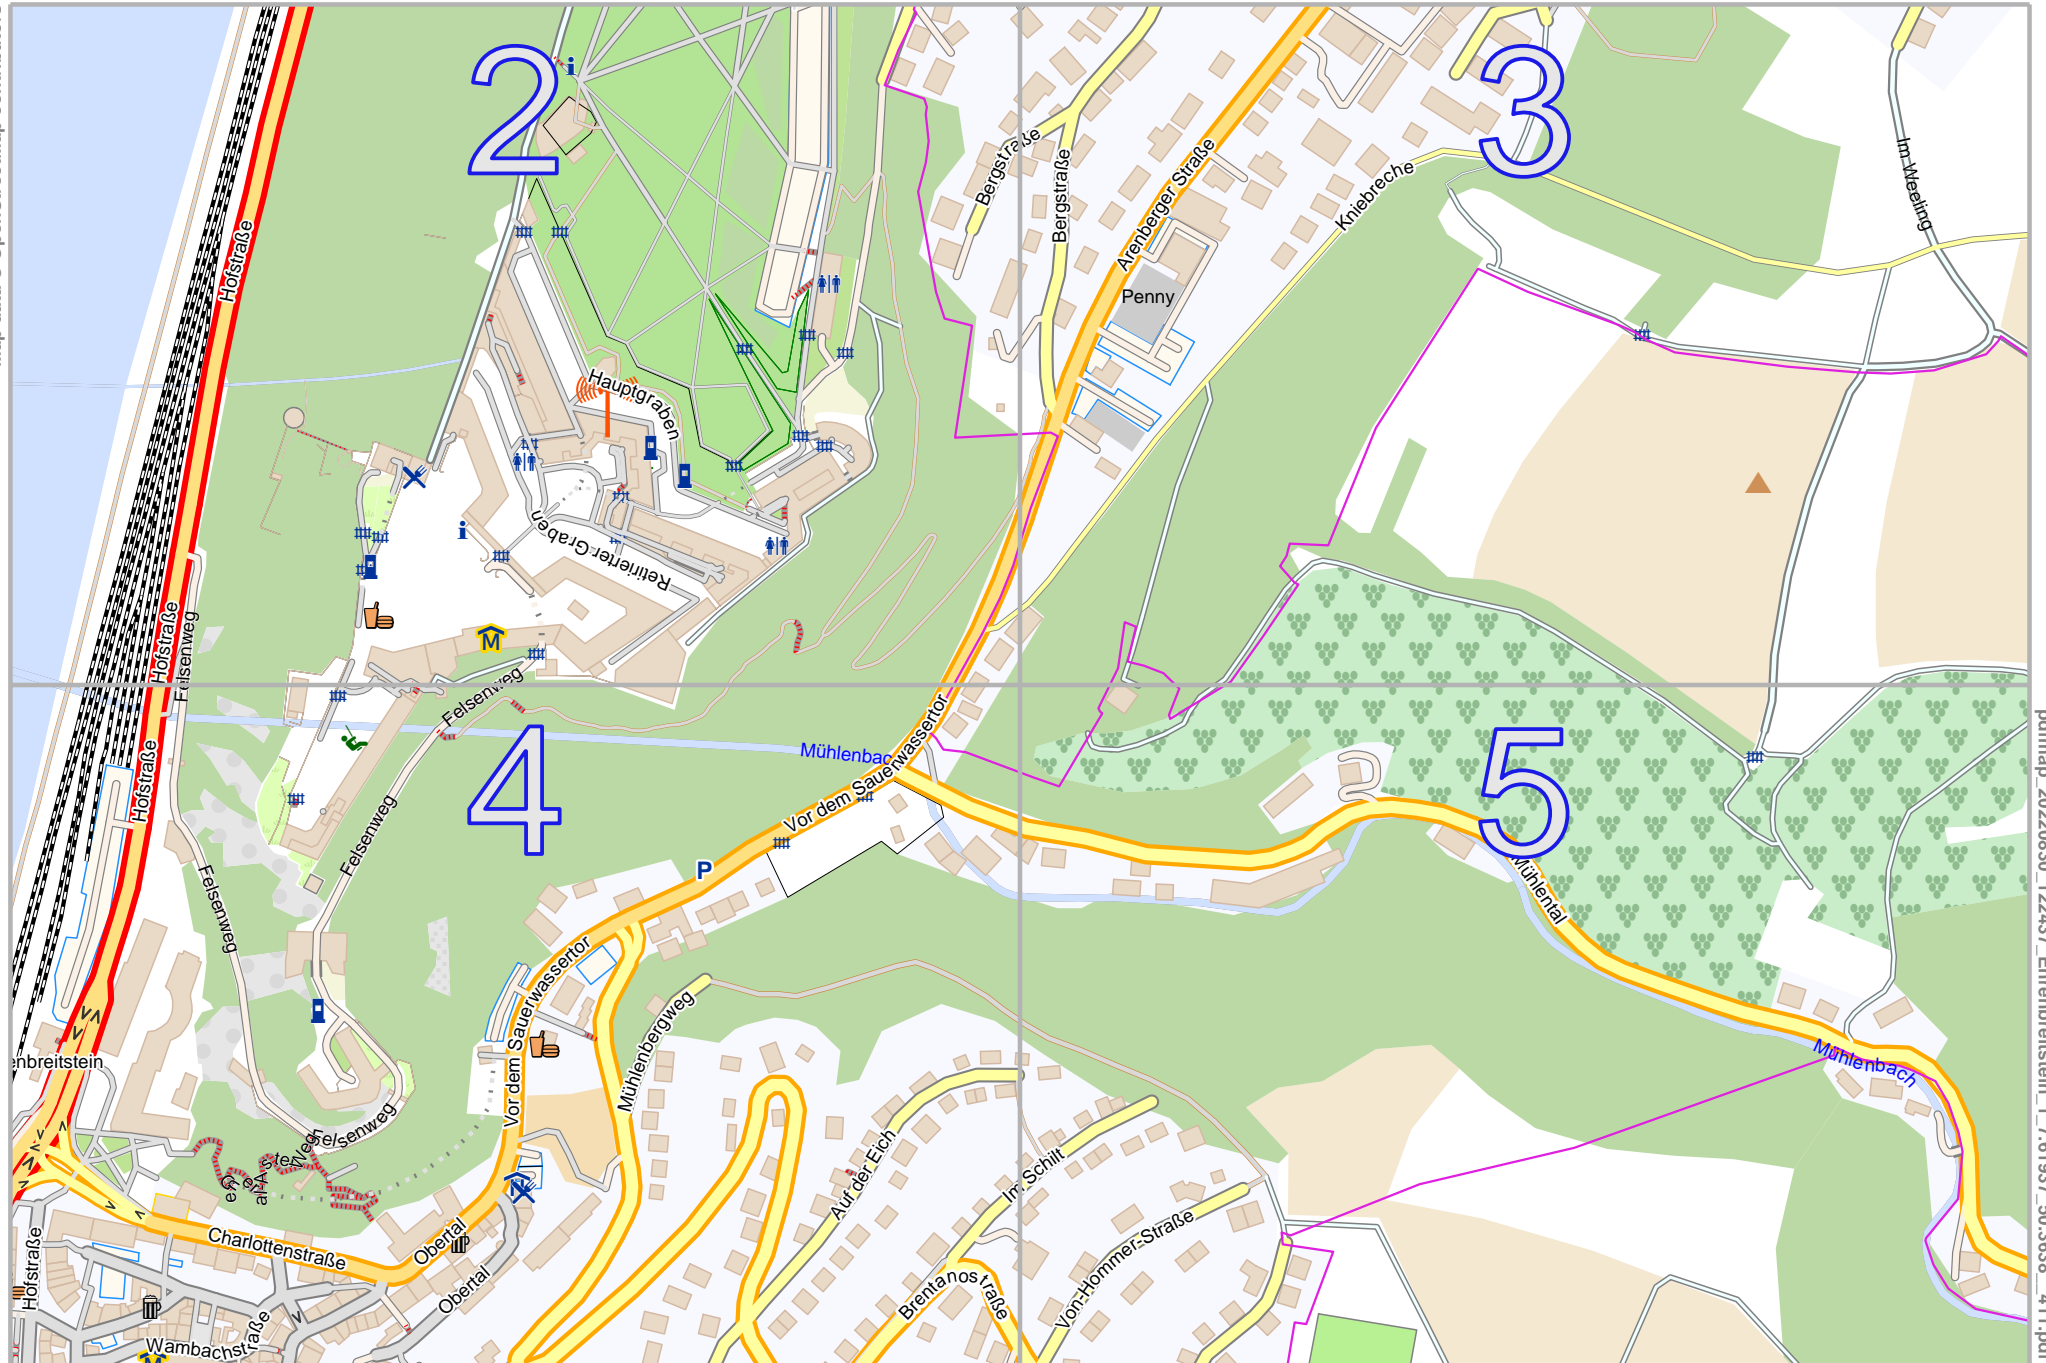 2
3
Hofstraße
Bergstraße
Bergstraße
Arenberger Straße
Kniebreche
Im Weeling
Penny
Hauptgraben
Retirierter Graben
Hofstraße
Felsenweg
Felsenweg
M
4
5
Hofstraße
Felsenweg
Felsenweg
Mühlenbac
Vor dem Sauerwassertor
P
Mühlental
Vor dem Sauerwassertor
Mühlenbergweg
enbreitstein
Mühlenbach
Felsenweg
Auf der Eich
Im Schilt
Von-Hommer-Straße
Brentanostraße
Charlottenstraße
Obertal
Obertal
Hofstraße
Wambachstraße